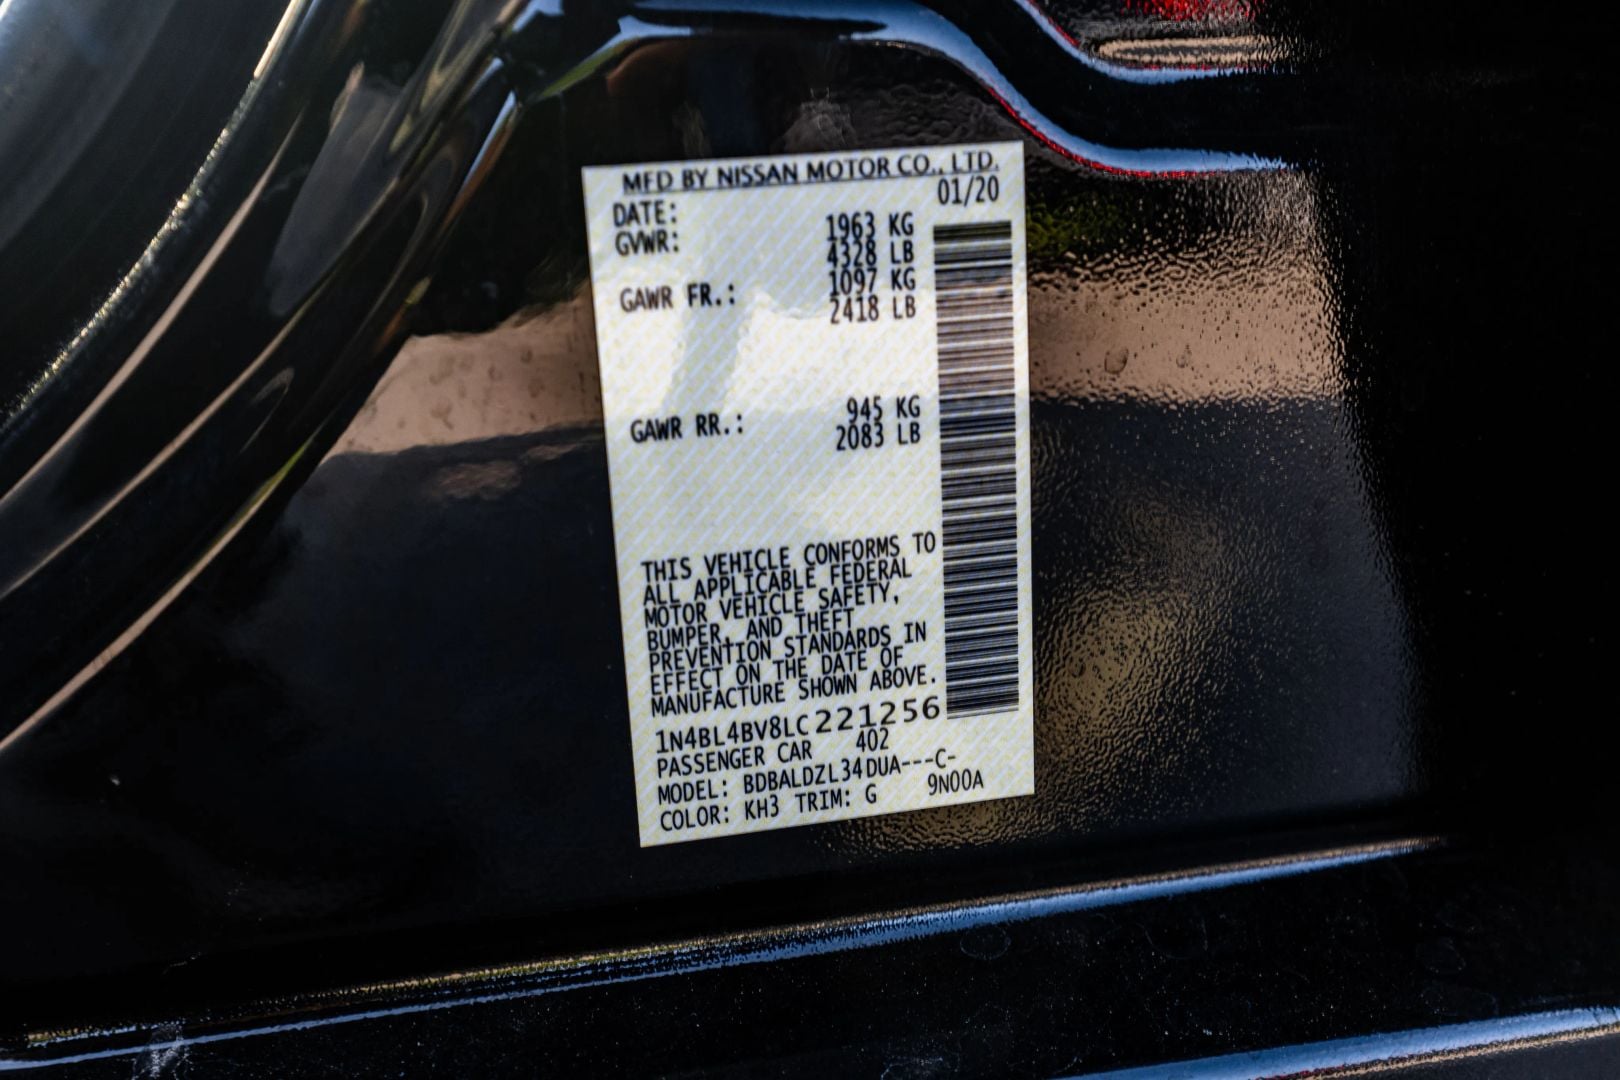 MFD BY NISSAN MOTOR CO., LTD.
DATE: 01/20
GVWR: 1963 KG
4328 LB
GAWR FR.: 1097 KG
2418 LB
GAWR RR.: 945 KG
2083 LB
THIS VEHICLE CONFORMS TO
ALL APPLICABLE FEDERAL
MOTOR VEHICLE SAFETY,
BUMPER, AND THEFT
PREVENTION STANDARDS IN
EFFECT ON THE DATE OF
MANUFACTURE SHOWN ABOVE.
1N4BL4BV8LC221256
PASSENGER CAR 402
MODEL: BDBALDZL34DUA---C-
COLOR: KH3 TRIM: G 9N00A